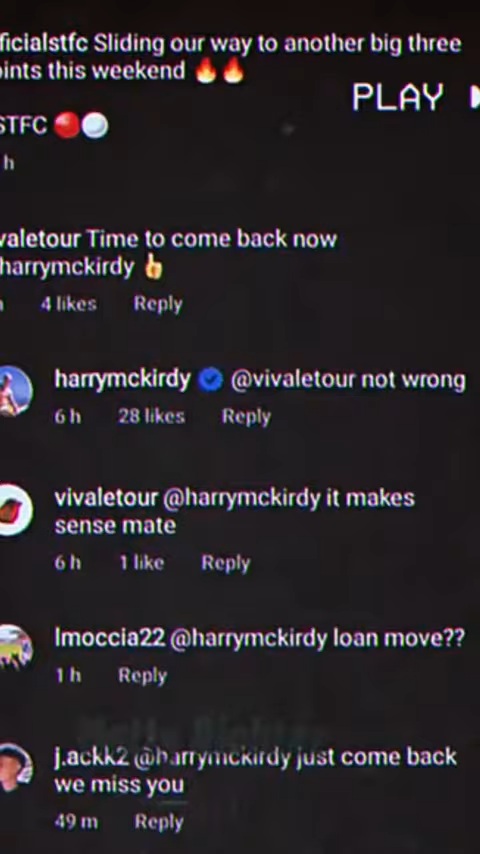 ficialstfc Sliding our way to another big three
ints this weekend 🔥🔥
PLAY
STFC 🔴⚪
h
valetour Time to come back now
harrymckirdy 👆
4 likes Reply
harrymckirdy @vivaletour not wrong
6 h 28 likes Reply
vivaletour @harrymckirdy it makes
sense mate
6 h 1 like Reply
lmoccia22 @harrymckirdy loan move??
1 h Reply
j.ackk2 @harrymckirdy just come back
we miss you
49 m Reply